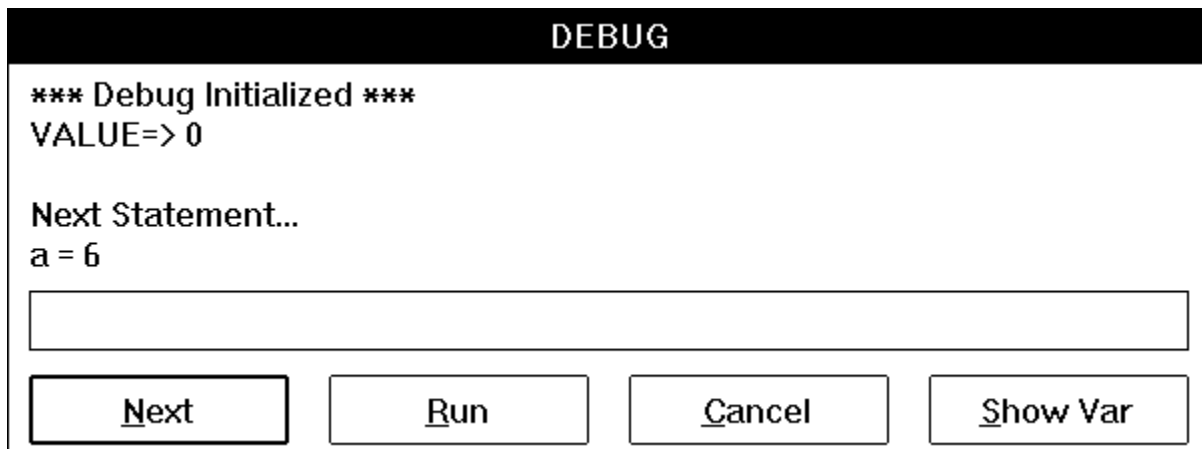 DEBUG
*** Debug Initialized ***
VALUE=> 0
Next Statement...
a = 6
Next Run Cancel Show Var